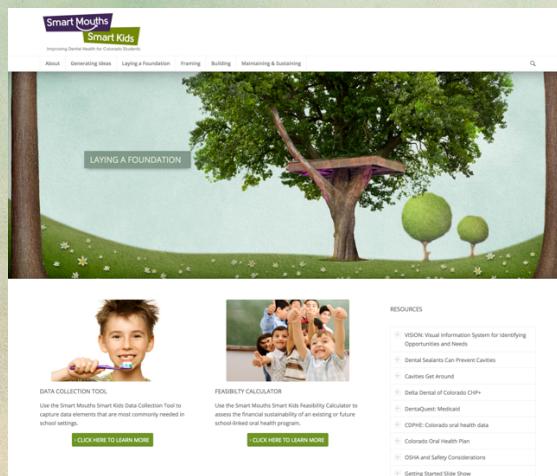 Smart Mouths
Smart Kids
Improving Dental Health for Colorado Students
About Generating Ideas Laying a Foundation Framing Building Maintaining & Sustaining
LAYING A FOUNDATION
DATA COLLECTION TOOL
Use the Smart Mouths Smart Kids Data Collection Tool to
capture data elements that are most commonly needed in
school settings.
› CLICK HERE TO LEARN MORE
FEASIBILTY CALCULATOR
Use the Smart Mouths Smart Kids Feasibility Calculator to
assess the financial sustainability of an existing or future
school-linked oral health program.
› CLICK HERE TO LEARN MORE
RESOURCES
VISION: Visual Information System for Identifying
Opportunities and Needs
Dental Sealants Can Prevent Cavities
Cavities Get Around
Delta Dental of Colorado CHP+
DentaQuest: Medicaid
CDPHE: Colorado oral health data
Colorado Oral Health Plan
OSHA and Safety Considerations
Getting Started Slide Show